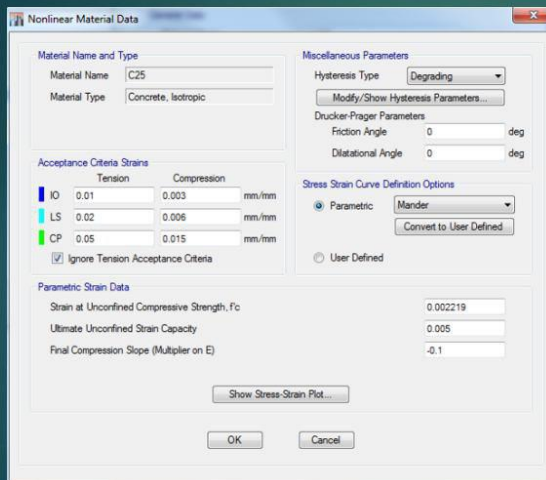 Nonlinear Material Data
Material Name and Type
Material Name C25
Material Type Concrete, Isotropic
Miscellaneous Parameters
Hysteresis Type Degrading
Modify/Show Hysteresis Parameters...
Drucker-Prager Parameters
Friction Angle 0 deg
Dilatational Angle 0 deg
Acceptance Criteria Strains
Tension Compression
IO 0.01 0.003 mm/mm
LS 0.02 0.006 mm/mm
CP 0.05 0.015 mm/mm
Ignore Tension Acceptance Criteria
Stress Strain Curve Definition Options
Parametric Mander
Convert to User Defined
User Defined
Parametric Strain Data
Strain at Unconfined Compressive Strength, f'c 0.002219
Ultimate Unconfined Strain Capacity 0.005
Final Compression Slope (Multiplier on E) -0.1
Show Stress-Strain Plot...
OK Cancel